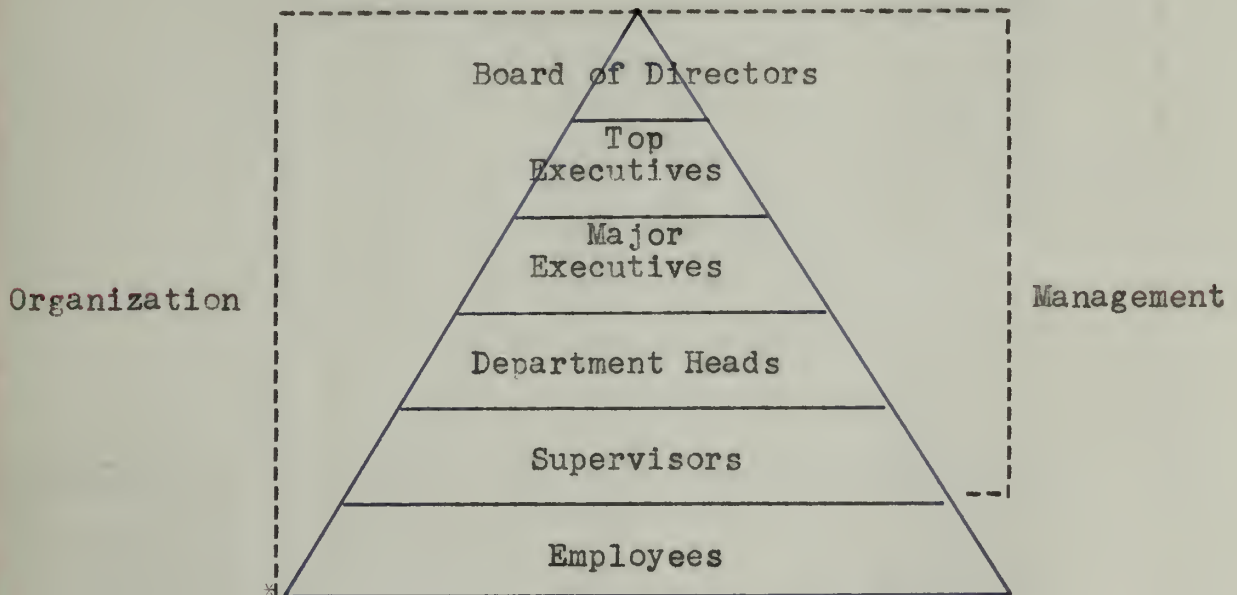 Board of Directors
Top
Executives
Major
Executives
Organization
Management
Department Heads
Supervisors
Employees
*